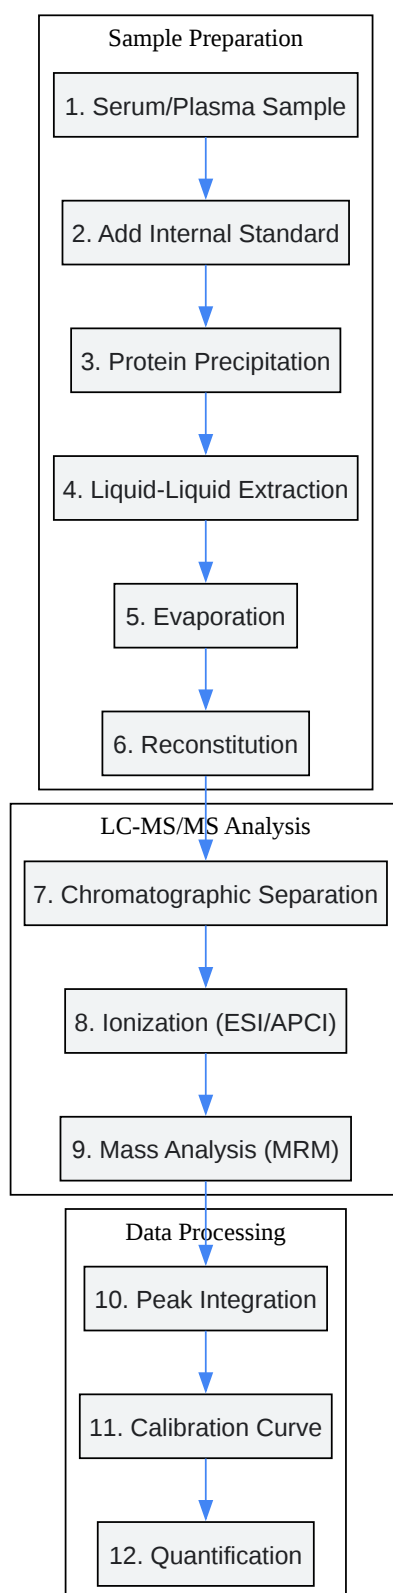 Sample Preparation
1. Serum/Plasma Sample
2. Add Internal Standard
3. Protein Precipitation
4. Liquid-Liquid Extraction
5. Evaporation
6. Reconstitution
LC-MS/MS Analysis
7. Chromatographic Separation
8. Ionization (ESI/APCI)
9. Mass Analysis (MRM)
Data Processing
10. Peak Integration
11. Calibration Curve
12. Quantification